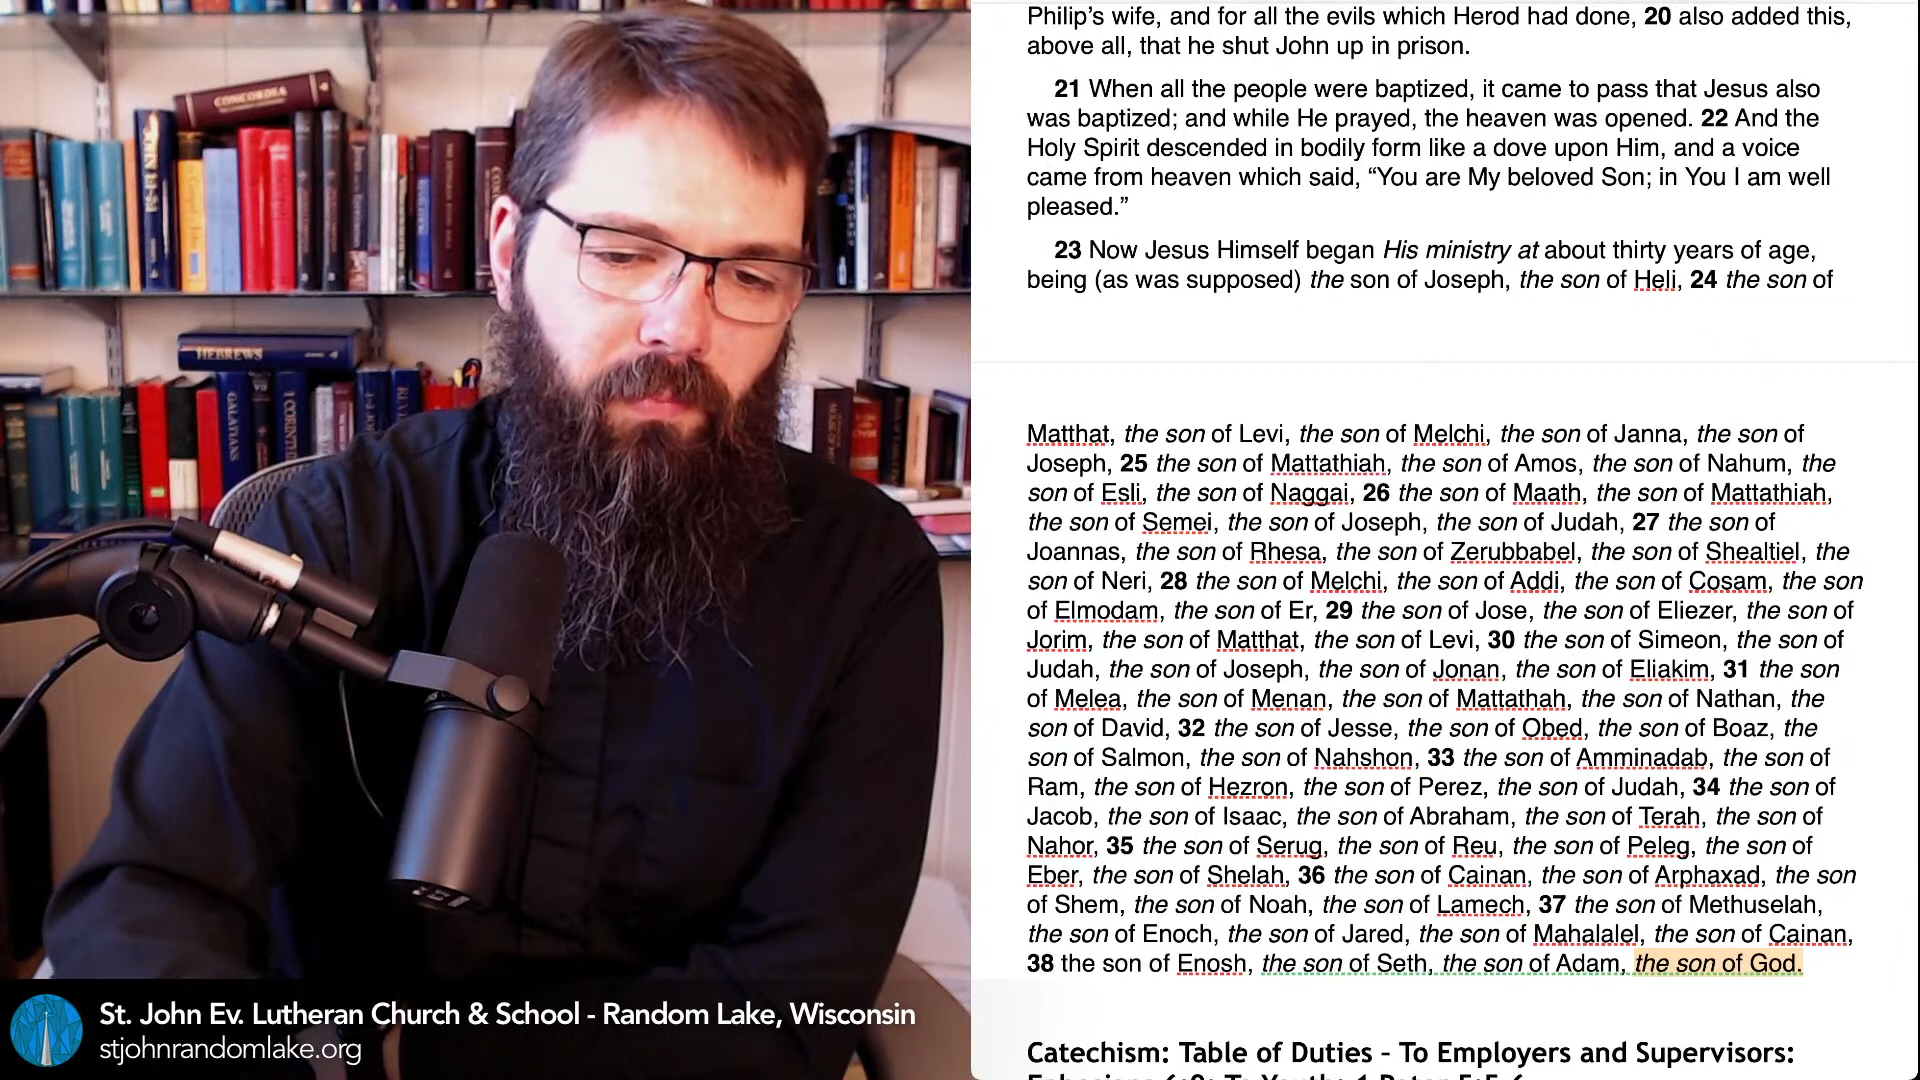 CONCORDIA
HEBREWS
GALATIANS
1 CORINTHIANS
St. John Ev. Lutheran Church & School - Random Lake, Wisconsin
stjohnrandomlake.org
Philip’s wife, and for all the evils which Herod had done, 20 also added this,
above all, that he shut John up in prison.
21 When all the people were baptized, it came to pass that Jesus also
was baptized; and while He prayed, the heaven was opened. 22 And the
Holy Spirit descended in bodily form like a dove upon Him, and a voice
came from heaven which said, “You are My beloved Son; in You I am well
pleased.”
23 Now Jesus Himself began His ministry at about thirty years of age,
being (as was supposed) the son of Joseph, the son of Heli, 24 the son of
Matthat, the son of Levi, the son of Melchi, the son of Janna, the son of
Joseph, 25 the son of Mattathiah, the son of Amos, the son of Nahum, the
son of Esli, the son of Naggai, 26 the son of Maath, the son of Mattathiah,
the son of Semei, the son of Joseph, the son of Judah, 27 the son of
Joannas, the son of Rhesa, the son of Zerubbabel, the son of Shealtiel, the
son of Neri, 28 the son of Melchi, the son of Addi, the son of Cosam, the son
of Elmodam, the son of Er, 29 the son of Jose, the son of Eliezer, the son of
Jorim, the son of Matthat, the son of Levi, 30 the son of Simeon, the son of
Judah, the son of Joseph, the son of Jonan, the son of Eliakim, 31 the son
of Melea, the son of Menan, the son of Mattathah, the son of Nathan, the
son of David, 32 the son of Jesse, the son of Obed, the son of Boaz, the
son of Salmon, the son of Nahshon, 33 the son of Amminadab, the son of
Ram, the son of Hezron, the son of Perez, the son of Judah, 34 the son of
Jacob, the son of Isaac, the son of Abraham, the son of Terah, the son of
Nahor, 35 the son of Serug, the son of Reu, the son of Peleg, the son of
Eber, the son of Shelah, 36 the son of Cainan, the son of Arphaxad, the son
of Shem, the son of Noah, the son of Lamech, 37 the son of Methuselah,
the son of Enoch, the son of Jared, the son of Mahalalel, the son of Cainan,
38 the son of Enosh, the son of Seth, the son of Adam, the son of God.
Catechism: Table of Duties - To Employers and Supervisors: